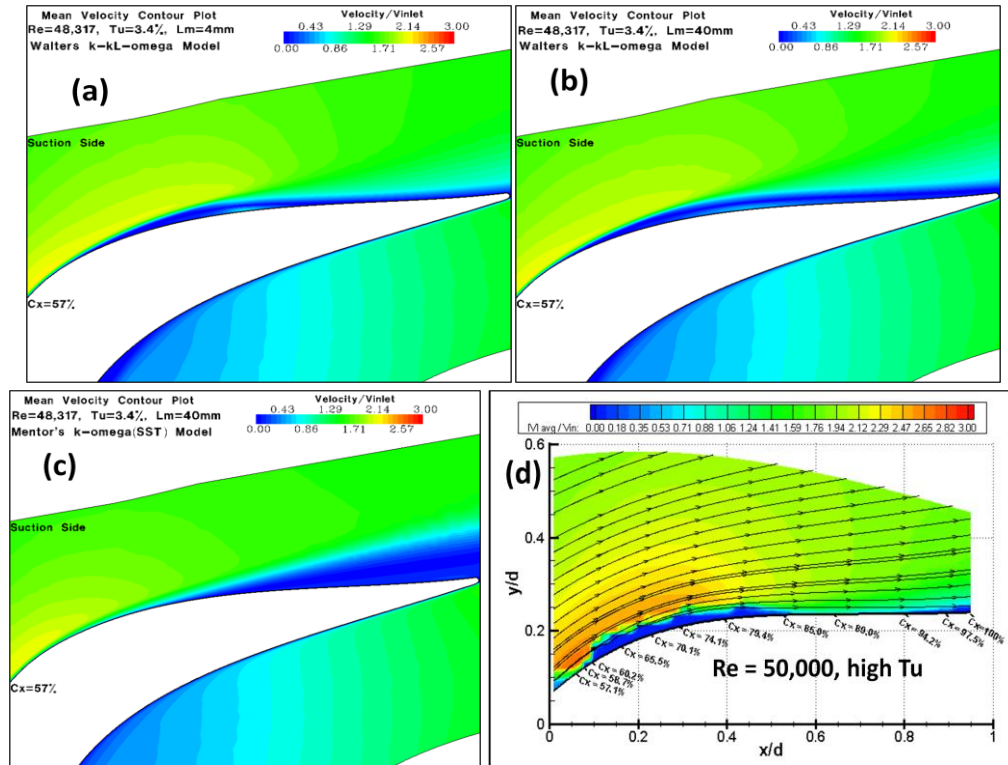 Mean Velocity Contour Plot
Re=48,317, Tu=3.4%, Lm=4mm
Walters k-kL-omega Model
Velocity/Vinlet
0.43 1.29 2.14 3.00
0.00 0.86 1.71 2.57
(a)
Suction Side
Cx=57%
Mean Velocity Contour Plot
Re=48,317, Tu=3.4%, Lm=40mm
Walters k-kL-omega Model
Velocity/Vinlet
0.43 1.29 2.14 3.00
0.00 0.86 1.71 2.57
(b)
Suction Side
Cx=57%
Mean Velocity Contour Plot
Re=48,317, Tu=3.4%, Lm=40mm
Mentor's k-omega(SST) Model
Velocity/Vinlet
0.43 1.29 2.14 3.00
0.00 0.86 1.71 2.57
(c)
Suction Side
Cx=57%
0.00 0.18 0.35 0.53 0.71 0.88 1.06 1.24 1.41 1.59 1.76 1.94 2.12 2.29 2.47 2.65 2.82 3.00
(d)
y/d
0.6
0.4
0.2
0
Cx=57.1%
Cx=58.7%
Cx=60.2%
Cx=65.5%
Cx=70.1%
Cx=74.1%
Cx=79.4%
Cx=85.0%
Cx=89.0%
Cx=94.2%
Cx=97.5%
Cx=100%
Re = 50,000, high Tu
0 0.2 0.4 0.6 0.8 1
x/d